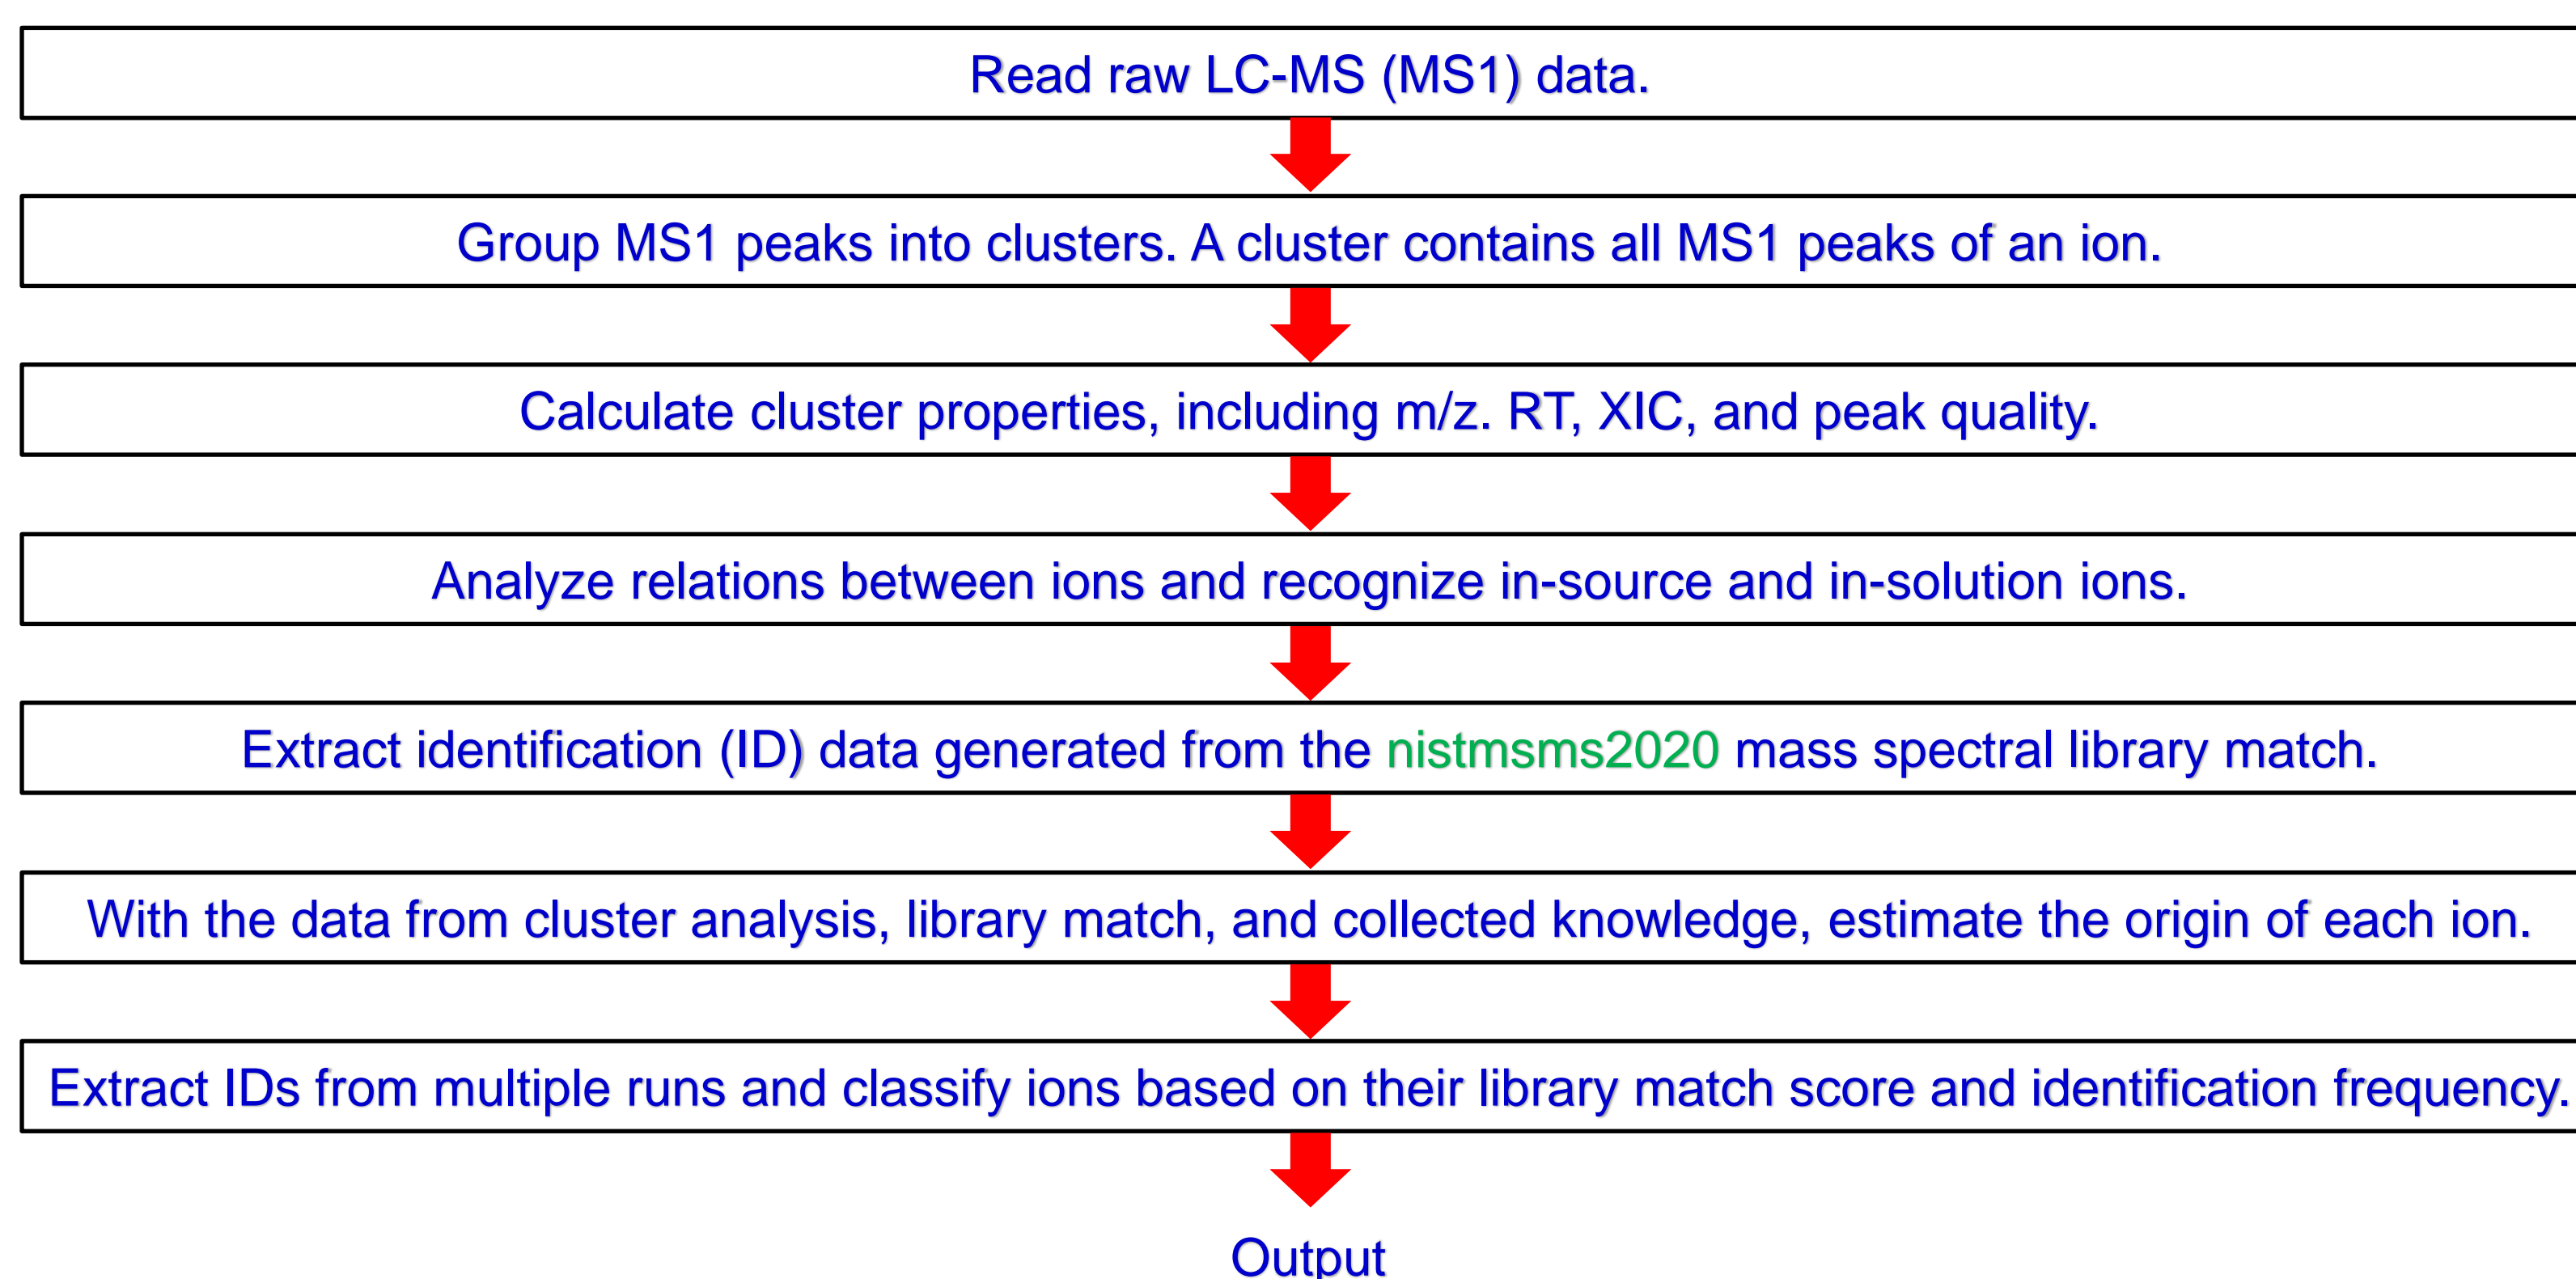 Read raw LC-MS (MS1) data.
Group MS1 peaks into clusters. A cluster contains all MS1 peaks of an ion.
Calculate cluster properties, including m/z. RT, XIC, and peak quality.
Analyze relations between ions and recognize in-source and in-solution ions.
Extract identification (ID) data generated from the nistmsms2020 mass spectral library match.
With the data from cluster analysis, library match, and collected knowledge, estimate the origin of each ion.
Extract IDs from multiple runs and classify ions based on their library match score and identification frequency.
Output